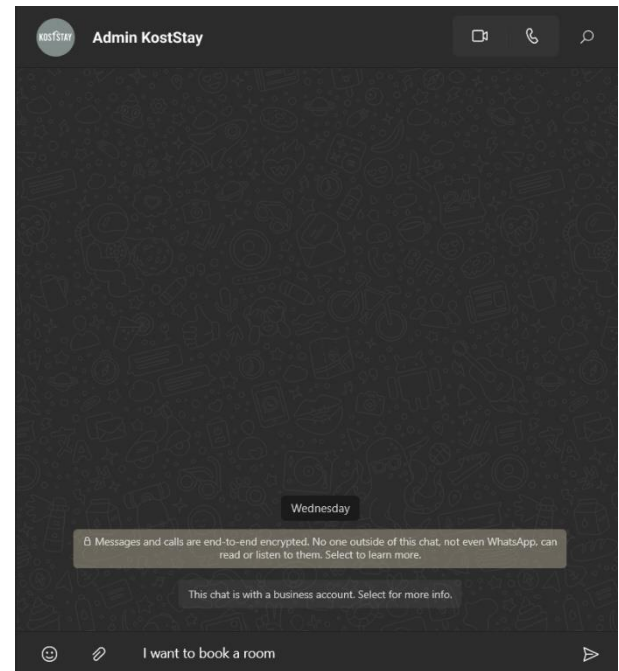 KOSTSTAY
Admin KostStay
Wednesday
Messages and calls are end-to-end encrypted. No one outside of this chat, not even WhatsApp, can
read or listen to them. Select to learn more.
This chat is with a business account. Select for more info.
I want to book a room